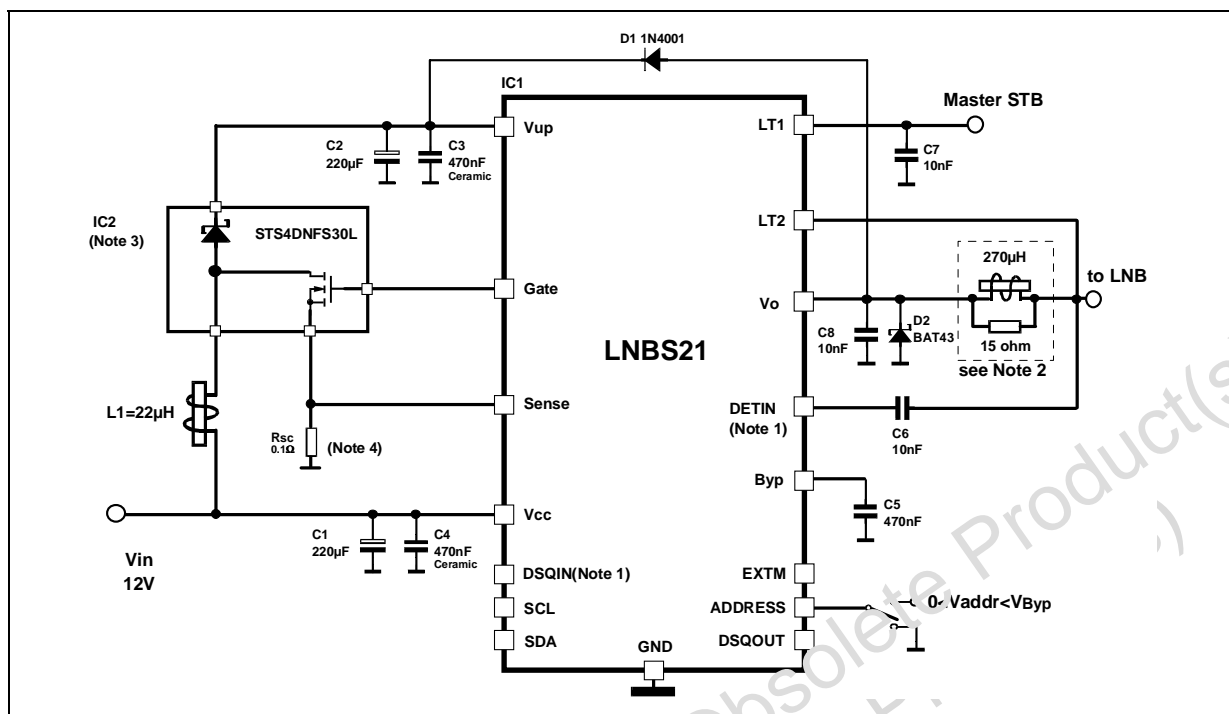 D1 1N4001
IC1
Master STB
Vup
LT1
C2
220µF
C3
470nF
Ceramic
C7
10nF
IC2
(Note 3)
STS4DNFS30L
LT2
270µH
to LNB
Gate
Vo
C8
10nF
D2
BAT43
15 ohm
see Note 2
LNBS21
L1=22µH
Sense
DETIN
(Note 1)
C6
10nF
Rsc
0.1Ω
(Note 4)
Byp
C5
470nF
Vcc
Vin
12V
C1
220µF
C4
470nF
Ceramic
DSQIN(Note 1)
EXTM
SCL
ADDRESS
0<Vaddr<VByp
SDA
DSQOUT
GND
Obsolete Product(s